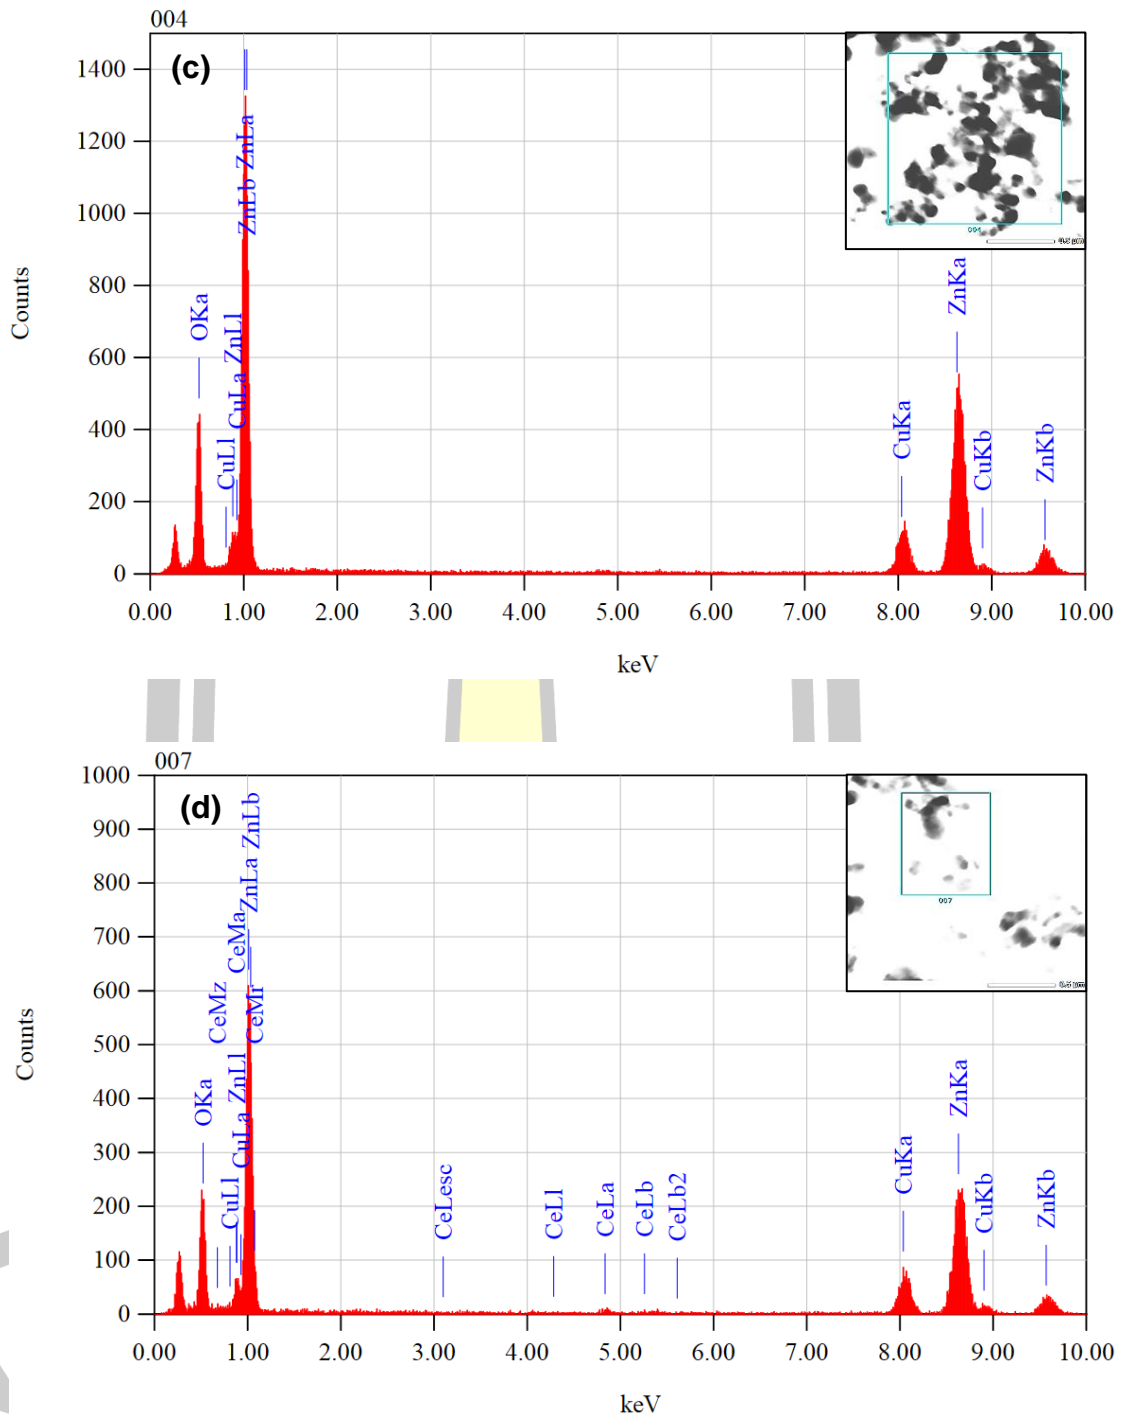 004
(c)
1400
1200
1000
800
600
400
200
0
Counts
OKa
CuLl
CuLa ZnLl
ZnLb ZnLa
CuKa
ZnKa
CuKb
ZnKb
004
0.00 1.00 2.00 3.00 4.00 5.00 6.00 7.00 8.00 9.00 10.00
keV
007
(d)
1000
900
800
700
600
500
400
300
200
100
0
Counts
OKa
CeMz
CuLl
CuLa ZnLl
CeMa ZnLa ZnLb
CeMr
CeLesc
CeLl
CeLa
CeLb
CeLb2
CuKa
ZnKa
CuKb
ZnKb
007
0.5 µm
0.00 1.00 2.00 3.00 4.00 5.00 6.00 7.00 8.00 9.00 10.00
keV